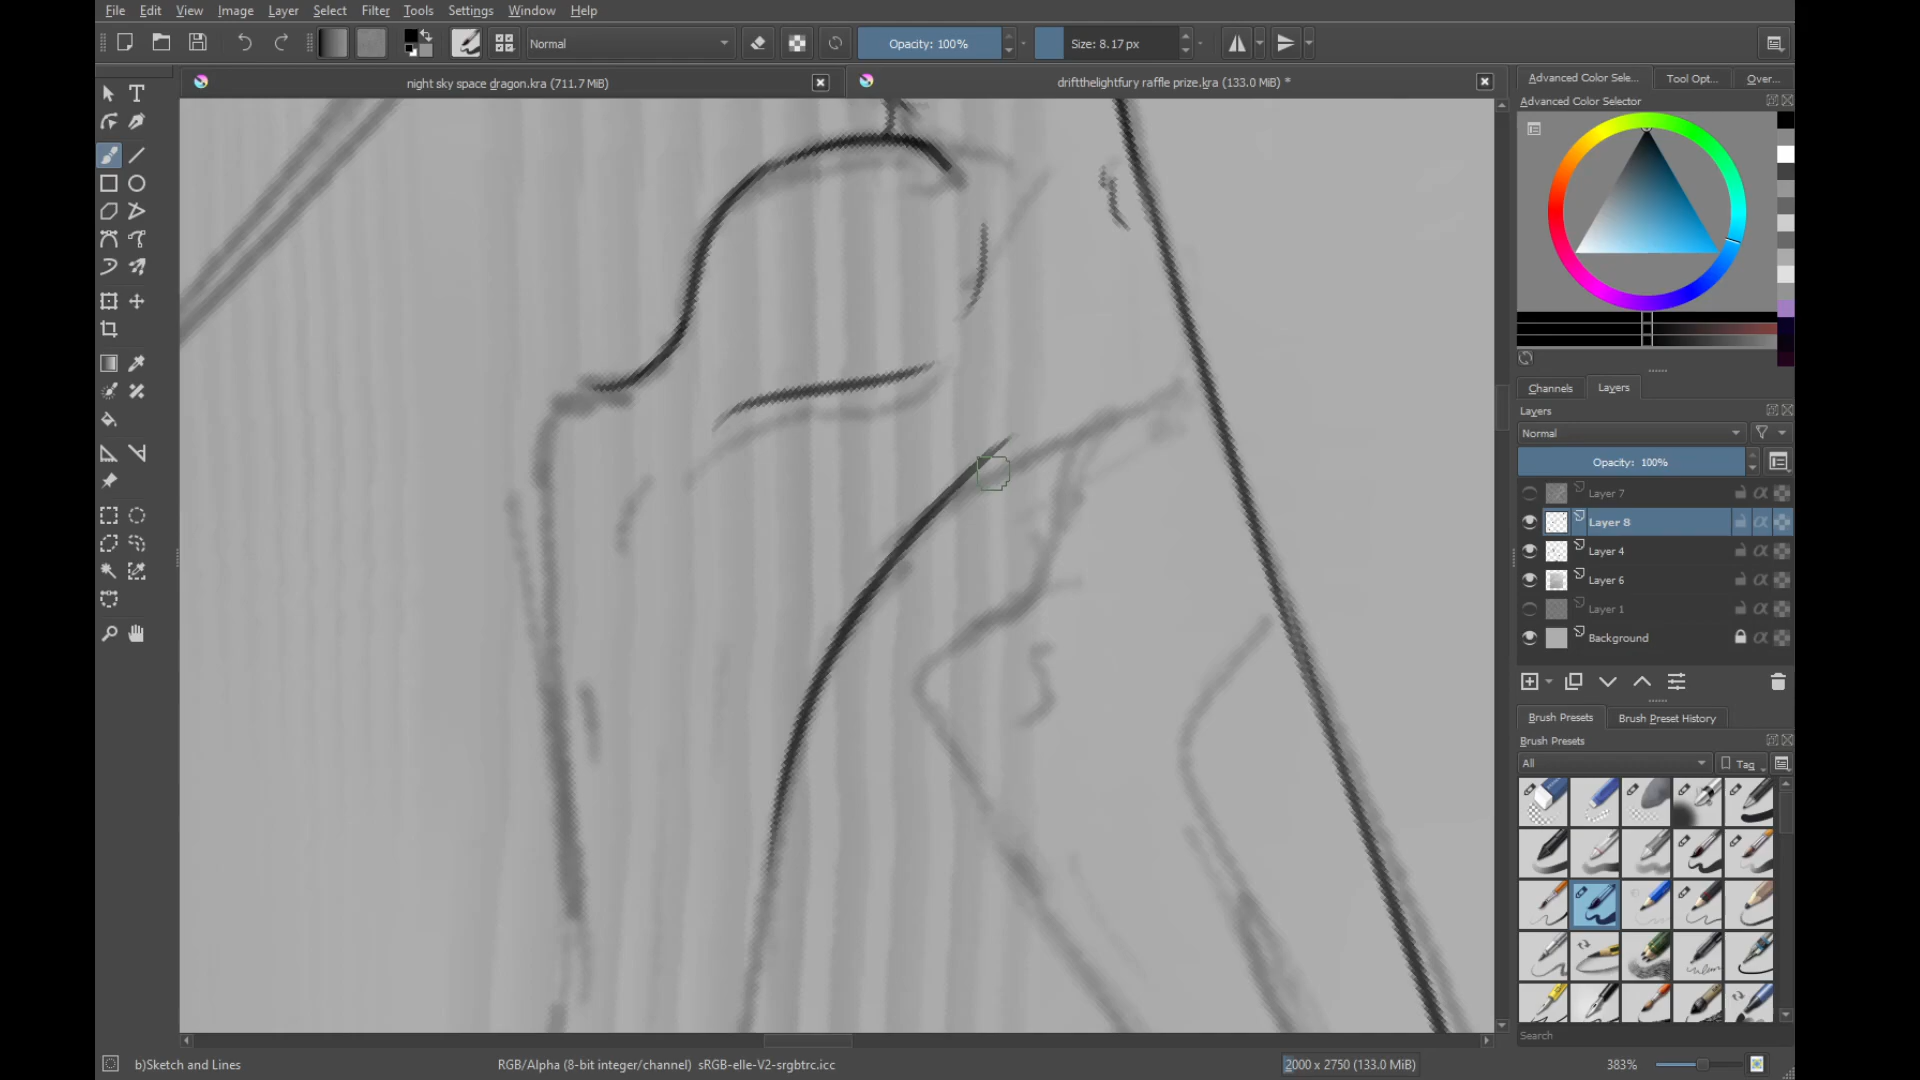 File Edit View Image Layer Select Filter Tools Settings Window Help
Normal
Opacity: 100%
Size: 8.17 px
night sky space dragon.kra (711.7 MiB)
driftthelightfury raffle prize.kra (133.0 MiB) *
Advanced Color Sele...
Tool Opt...
Over...
Advanced Color Selector
Channels
Layers
Layers
Normal
Opacity: 100%
Layer 7
Layer 8
Layer 4
Layer 6
Layer 1
Background
Brush Presets
Brush Preset History
Brush Presets
All
Tag
Search
b)Sketch and Lines
RGB/Alpha (8-bit integer/channel) sRGB-elle-V2-srgbtrc.icc
2000 x 2750 (133.0 MiB)
383%